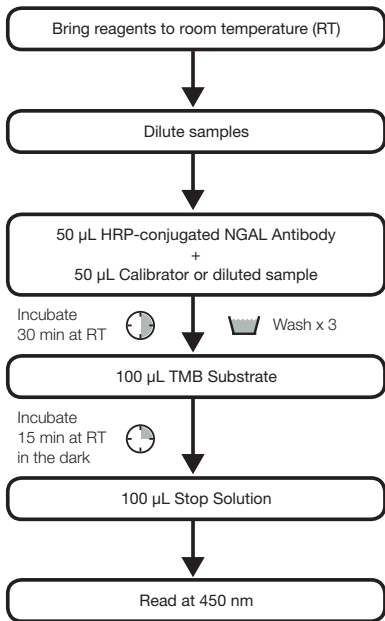 Bring reagents to room temperature (RT)
Dilute samples
50 µL HRP-conjugated NGAL Antibody
+
50 µL Calibrator or diluted sample
Incubate
30 min at RT
Wash x 3
100 µL TMB Substrate
Incubate
15 min at RT
in the dark
100 µL Stop Solution
Read at 450 nm